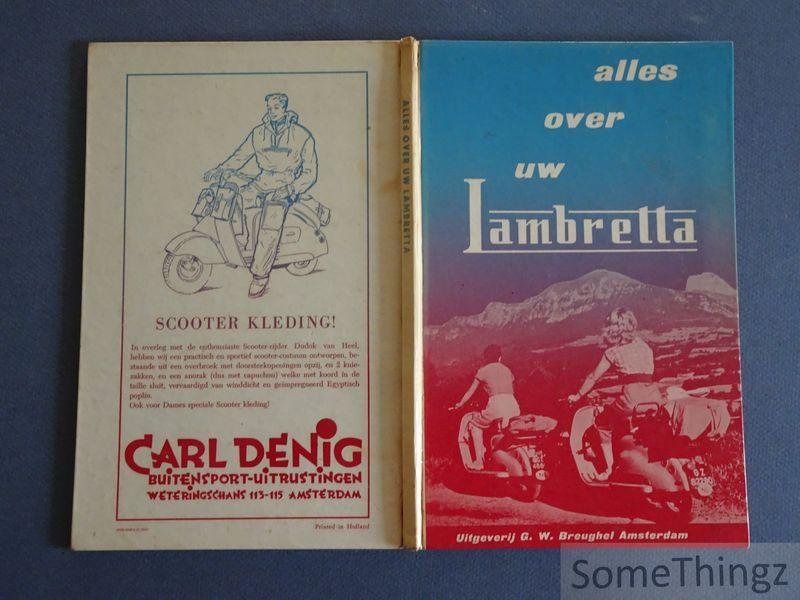 SCOOTER KLEDING!
In overleg met de enthousiaste Scooter-rijder Dudok van Heel,
hebben wij een practisch en sportief scooter-costuum ontworpen, be-
staande uit een overbroek met doorsteekopeningen opzij, en 2 knie-
zakken, en een anorak (dus met capuchon) welke met koord in de
taille sluit, vervaardigd van winddicht en geïmpregneerd Egyptisch
poplin.
Ook voor Dames speciale Scooter kleding!
CARL DENIG
BUITENSPORT-UITRUSTINGEN
WETERINGSCHANS 113-115 AMSTERDAM
Printed in Holland
ALLES OVER UW LAMBRETTA
alles
over
uw
Lambretta
GZ
82290
Uitgeverij G. W. Breughel Amsterdam
SomeThingz